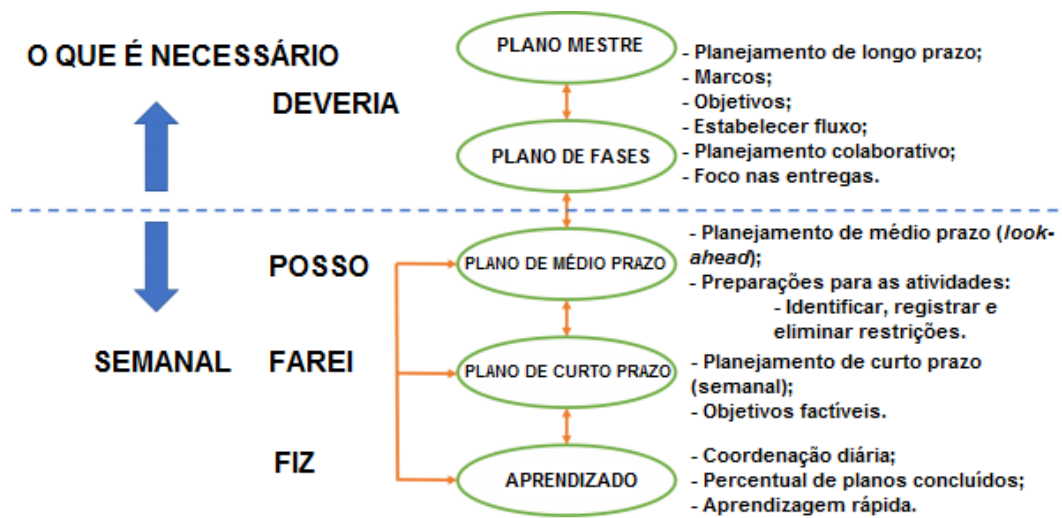 O QUE É NECESSÁRIO
DEVERIA
PLANO MESTRE
PLANO DE FASES
- Planejamento de longo prazo;
- Marcos;
- Objetivos;
- Estabelecer fluxo;
- Planejamento colaborativo;
- Foco nas entregas.
POSSO
PLANO DE MÉDIO PRAZO
- Planejamento de médio prazo (look-
ahead);
- Preparações para as atividades:
- Identificar, registrar e
eliminar restrições.
SEMANAL
FAREI
PLANO DE CURTO PRAZO
- Planejamento de curto prazo
(semanal);
- Objetivos factíveis.
FIZ
APRENDIZADO
- Coordenação diária;
- Percentual de planos concluídos;
- Aprendizagem rápida.